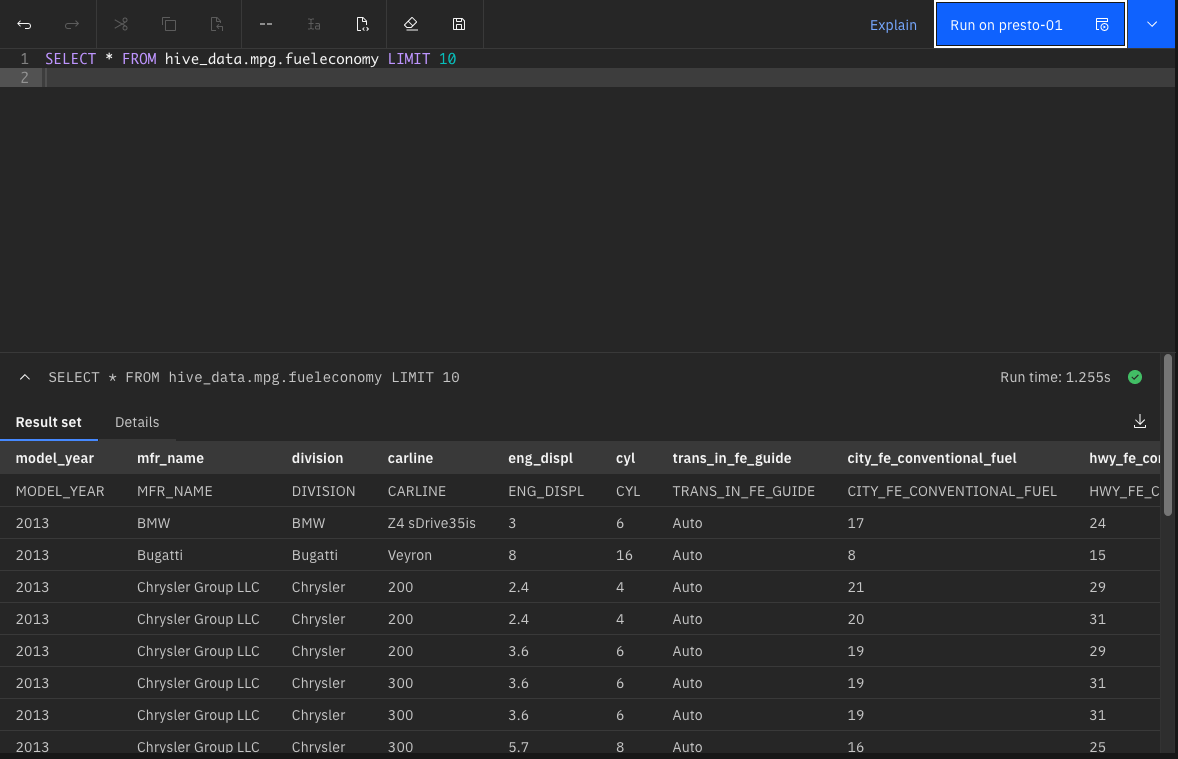 Explain Run on presto-01
1 SELECT * FROM hive_data.mpg.fueleconomy LIMIT 10
2
SELECT * FROM hive_data.mpg.fueleconomy LIMIT 10 Run time: 1.255s
Result set Details
model_year mfr_name division carline eng_displ cyl trans_in_fe_guide city_fe_conventional_fuel hwy_fe_co
MODEL_YEAR MFR_NAME DIVISION CARLINE ENG_DISPL CYL TRANS_IN_FE_GUIDE CITY_FE_CONVENTIONAL_FUEL HWY_FE_C
2013 BMW BMW Z4 sDrive35is 3 6 Auto 17 24
2013 Bugatti Bugatti Veyron 8 16 Auto 8 15
2013 Chrysler Group LLC Chrysler 200 2.4 4 Auto 21 29
2013 Chrysler Group LLC Chrysler 200 2.4 4 Auto 20 31
2013 Chrysler Group LLC Chrysler 200 3.6 6 Auto 19 29
2013 Chrysler Group LLC Chrysler 300 3.6 6 Auto 19 31
2013 Chrysler Group LLC Chrysler 300 3.6 6 Auto 19 31
2013 Chrysler Group LLC Chrysler 300 5.7 8 Auto 16 25